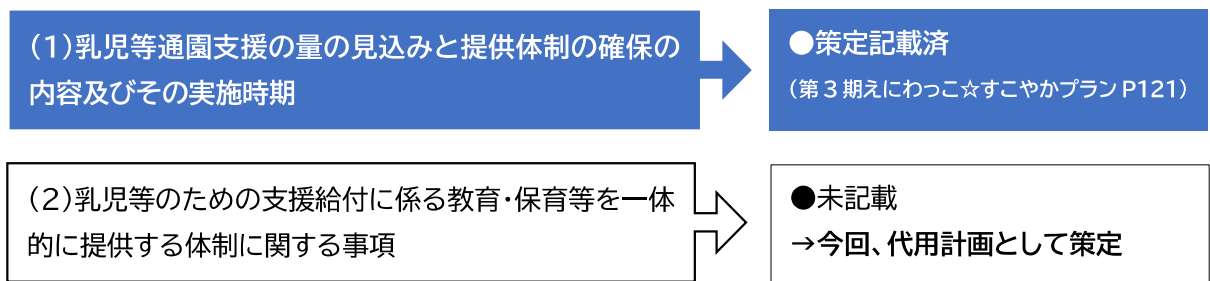 (1)乳児等通園支援の量の見込みと提供体制の確保の
内容及びその実施時期
●策定記載済
(第3期えにわっこ☆すこやかプランP121)
(2)乳児等のための支援給付に係る教育・保育等を一体
的に提供する体制に関する事項
●未記載
→今回、代用計画として策定